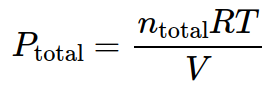 P_total = n_total RT / V